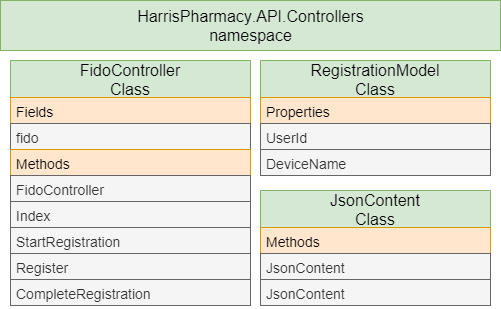 HarrisPharmacy.API.Controllers
namespace
FidoController
Class
Fields
fido
Methods
FidoController
Index
StartRegistration
Register
CompleteRegistration
RegistrationModel
Class
Properties
UserId
DeviceName
JsonContent
Class
Methods
JsonContent
JsonContent